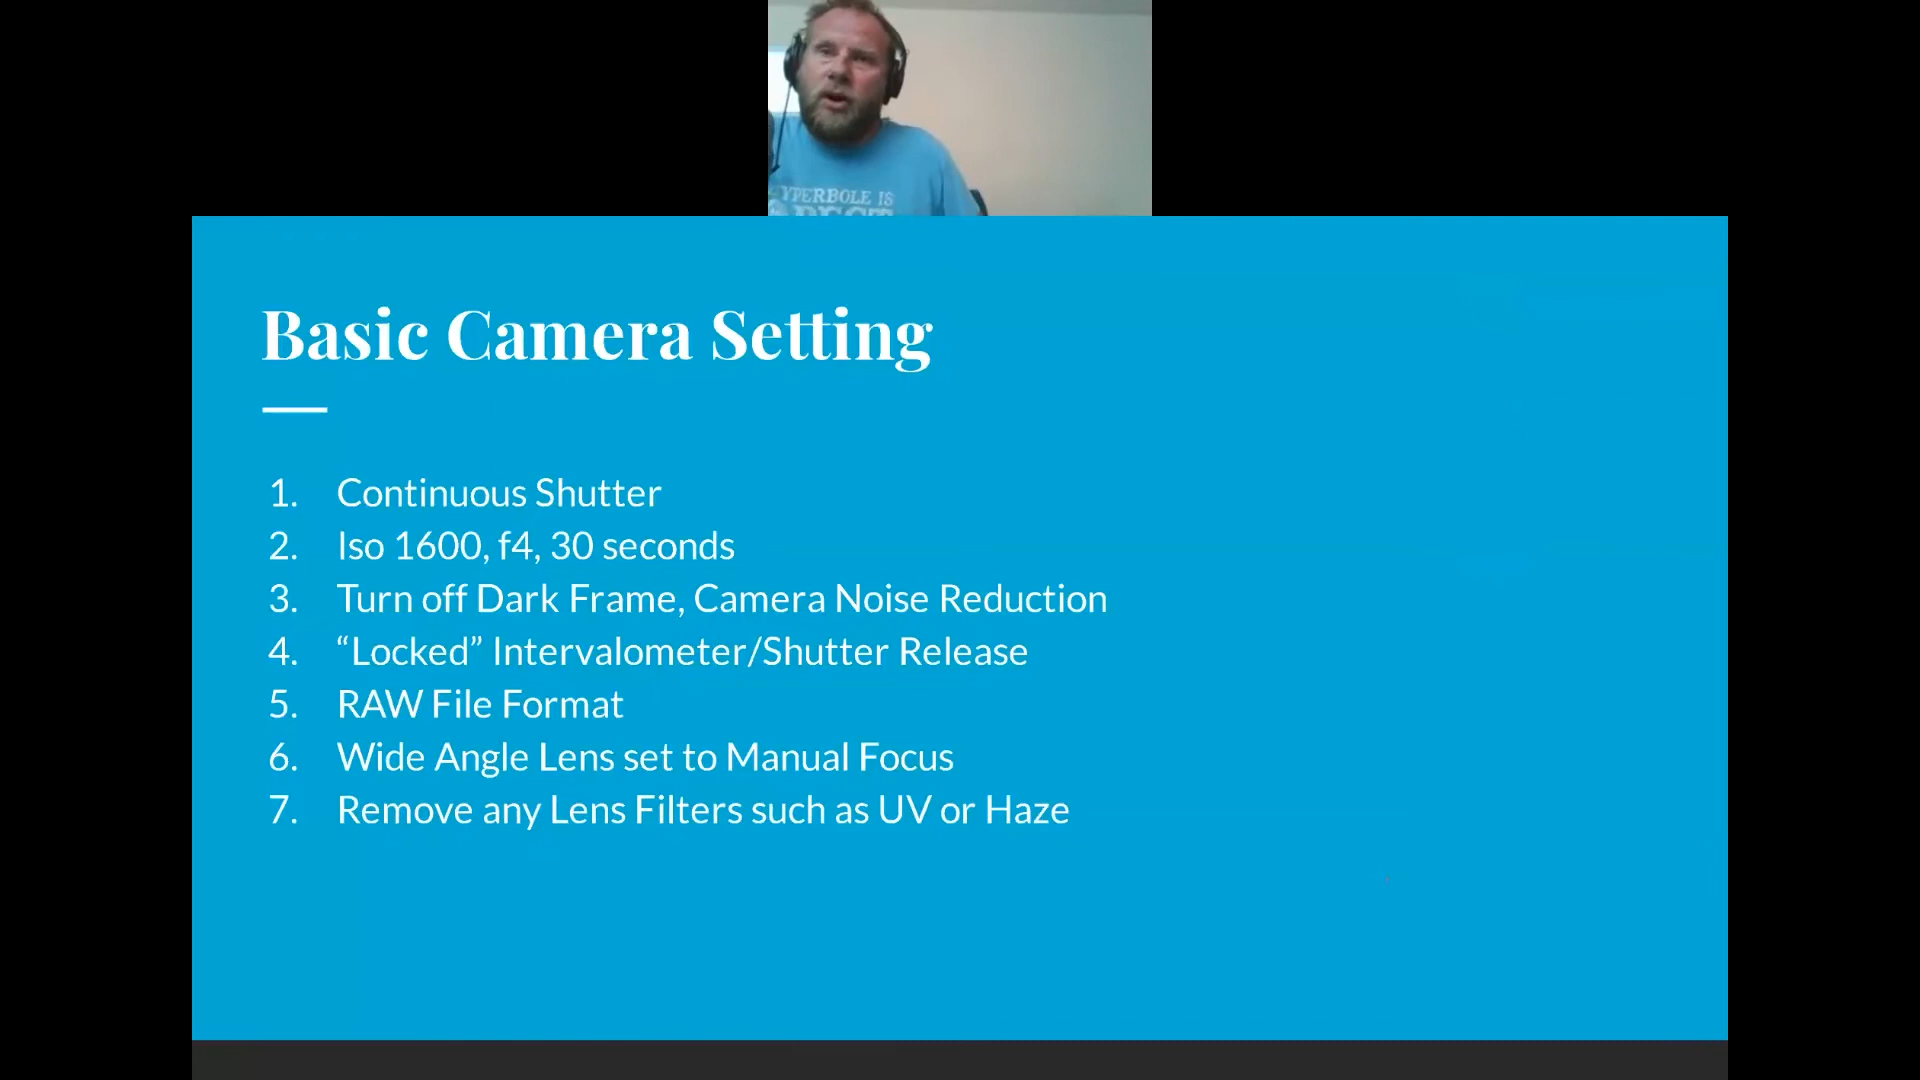 YPERBOLE IS
Basic Camera Setting
1. Continuous Shutter
2. Iso 1600, f4, 30 seconds
3. Turn off Dark Frame, Camera Noise Reduction
4. “Locked” Intervalometer/Shutter Release
5. RAW File Format
6. Wide Angle Lens set to Manual Focus
7. Remove any Lens Filters such as UV or Haze